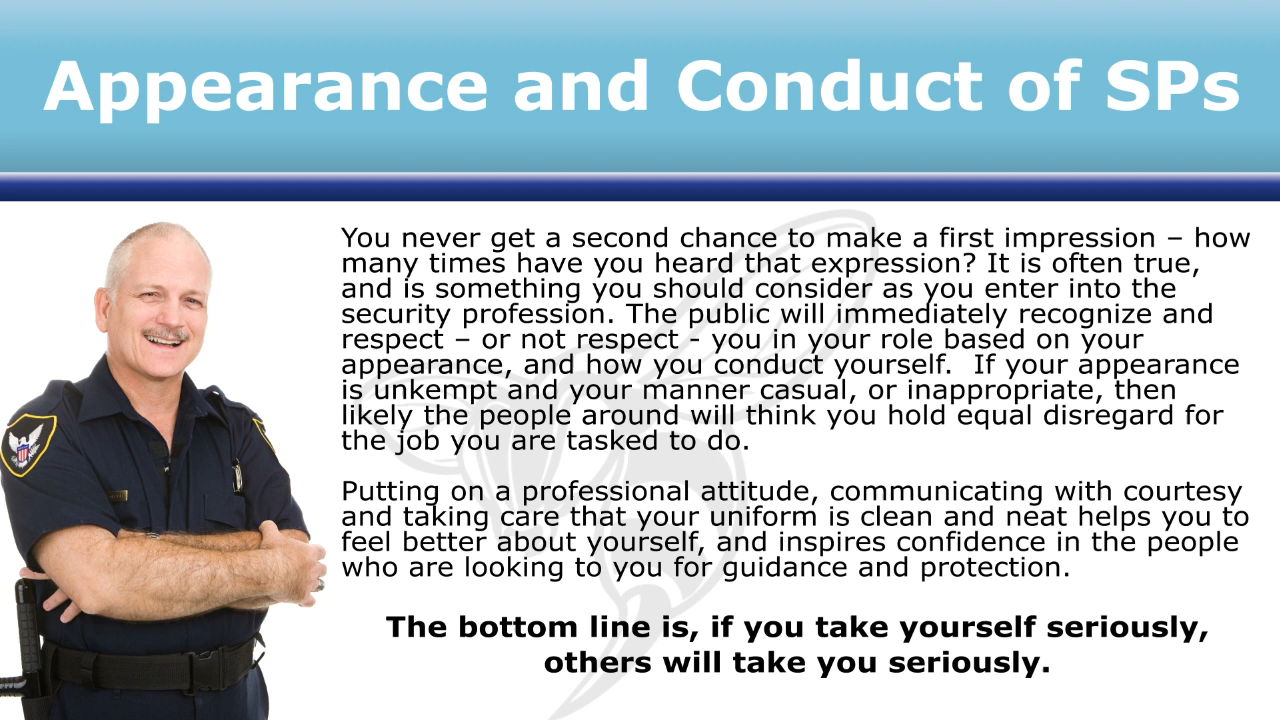 Appearance and Conduct of SPs
You never get a second chance to make a first impression – how
many times have you heard that expression? It is often true,
and is something you should consider as you enter into the
security profession. The public will immediately recognize and
respect – or not respect - you in your role based on your
appearance, and how you conduct yourself.  If your appearance
is unkempt and your manner casual, or inappropriate, then
likely the people around will think you hold equal disregard for
the job you are tasked to do.
Putting on a professional attitude, communicating with courtesy
and taking care that your uniform is clean and neat helps you to
feel better about yourself, and inspires confidence in the people
who are looking to you for guidance and protection.
The bottom line is, if you take yourself seriously,
others will take you seriously.